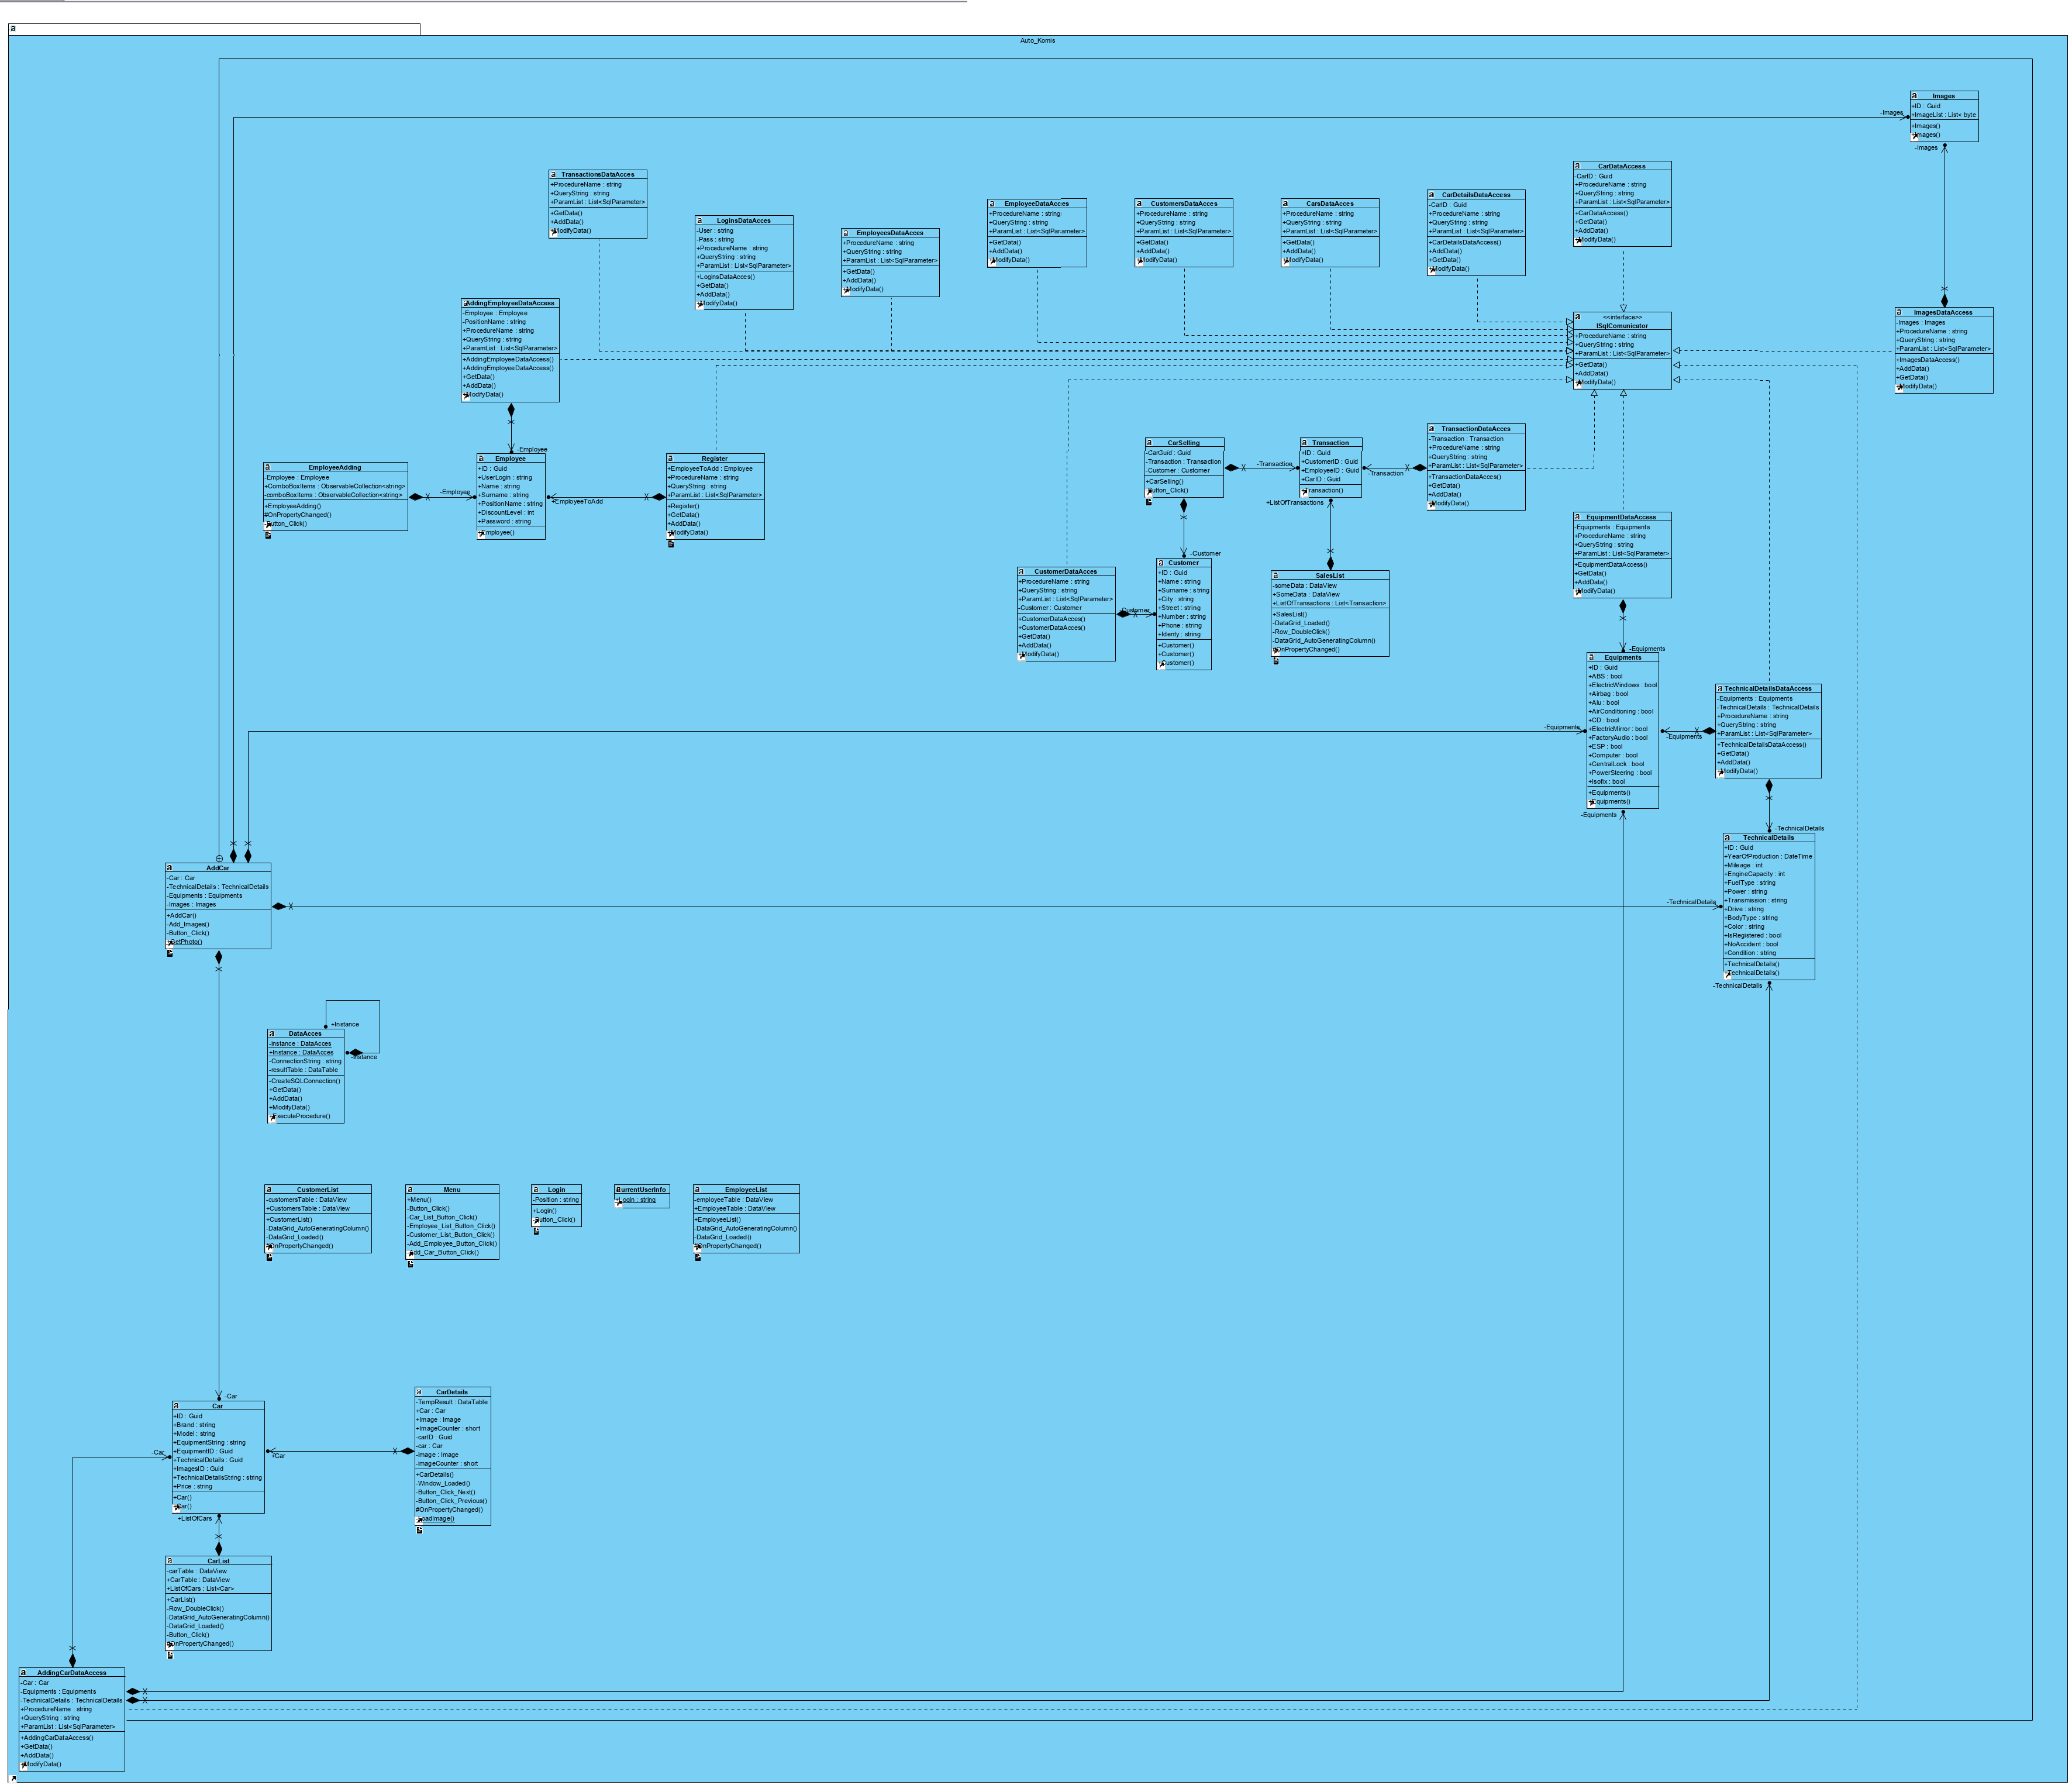 Auto_Komis
Images
+ID : Guid
+ImageList : List< byte
+Images()
+Images()
-Images
-Images
TransactionsDataAcces
+ProcedureName : string
+QueryString : string
+ParamList : List<SqlParameter>
+GetData()
+AddData()
+ModifyData()
LoginsDataAcces
-User : string
-Pass : string
+ProcedureName : string
+QueryString : string
+ParamList : List<SqlParameter>
+LoginsDataAcces()
+GetData()
+AddData()
+ModifyData()
EmployeesDataAcces
+ProcedureName : string
+QueryString : string
+ParamList : List<SqlParameter>
+GetData()
+AddData()
+ModifyData()
EmployeeDataAcces
+ProcedureName : string
+QueryString : string
+ParamList : List<SqlParameter>
+GetData()
+AddData()
+ModifyData()
CustomersDataAcces
+ProcedureName : string
+QueryString : string
+ParamList : List<SqlParameter>
+GetData()
+AddData()
+ModifyData()
CarsDataAcces
+ProcedureName : string
+QueryString : string
+ParamList : List<SqlParameter>
+GetData()
+AddData()
+ModifyData()
CarDetailsDataAccess
-CarID : Guid
+ProcedureName : string
+QueryString : string
+ParamList : List<SqlParameter>
+CarDetailsDataAccess()
+AddData()
+GetData()
+ModifyData()
CarDataAccess
-CarID : Guid
+ProcedureName : string
+QueryString : string
+ParamList : List<SqlParameter>
+CarDataAccess()
+GetData()
+AddData()
+ModifyData()
AddingEmployeeDataAccess
-Employee : Employee
-PositionName : string
+ProcedureName : string
+QueryString : string
+ParamList : List<SqlParameter>
+AddingEmployeeDataAccess()
+AddingEmployeeDataAccess()
+GetData()
+AddData()
+ModifyData()
<<interface>>
ISqlComunicator
+ProcedureName : string
+QueryString : string
+ParamList : List<SqlParameter>
+GetData()
+AddData()
+ModifyData()
ImagesDataAccess
-Images : Images
+ProcedureName : string
+QueryString : string
+ParamList : List<SqlParameter>
+ImagesDataAccess()
+AddData()
+GetData()
+ModifyData()
EmployeeAdding
-Employee : Employee
+ComboBoxItems : ObservableCollection<string>
-comboBoxItems : ObservableCollection<string>
+EmployeeAdding()
#OnPropertyChanged()
-Button_Click()
-Employee
-Employee
Employee
+ID : Guid
+UserLogin : string
+Name : string
+Surname : string
+PositionName : string
+DiscountLevel : int
+Password : string
+Employee()
+EmployeeToAdd
Register
+EmployeeToAdd : Employee
+ProcedureName : string
+QueryString : string
+ParamList : List<SqlParameter>
+Register()
+GetData()
+AddData()
+ModifyData()
CarSelling
-CarGuid : Guid
-Transaction : Transaction
-Customer : Customer
+CarSelling()
-Button_Click()
-Transaction
Transaction
+ID : Guid
+CustomerID : Guid
+EmployeeID : Guid
+CarID : Guid
+Transaction()
-Transaction
+ListOfTransactions
TransactionDataAcces
-Transaction : Transaction
+ProcedureName : string
+QueryString : string
+ParamList : List<SqlParameter>
+TransactionDataAcces()
+GetData()
+AddData()
+ModifyData()
EquipmentDataAccess
-Equipments : Equipments
+ProcedureName : string
+QueryString : string
+ParamList : List<SqlParameter>
+EquipmentDataAccess()
+GetData()
+AddData()
+ModifyData()
CustomerDataAcces
+ProcedureName : string
+QueryString : string
+ParamList : List<SqlParameter>
-Customer : Customer
+CustomerDataAcces()
+CustomerDataAcces()
+GetData()
+AddData()
+ModifyData()
-Customer
-Customer
Customer
+ID : Guid
+Name : string
+Surname : string
+City : string
+Street : string
+Number : string
+Phone : string
+Identy : string
+Customer()
+Customer()
+Customer()
SalesList
-someData : DataView
+SomeData : DataView
+ListOfTransactions : List<Transaction>
+SalesList()
-DataGrid_Loaded()
-Row_DoubleClick()
-DataGrid_AutoGeneratingColumn()
#OnPropertyChanged()
-Equipments
Equipments
+ID : Guid
+ABS : bool
+ElectricWindows : bool
+Airbag : bool
+Alu : bool
+AirConditioning : bool
+CD : bool
+ElectricMirror : bool
+FactoryAudio : bool
+ESP : bool
+Computer : bool
+CentralLock : bool
+PowerSteering : bool
+Isofix : bool
+Equipments()
+Equipments()
-Equipments
-Equipments
-Equipments
TechnicalDetailsDataAccess
-Equipments : Equipments
-TechnicalDetails : TechnicalDetails
+ProcedureName : string
+QueryString : string
+ParamList : List<SqlParameter>
+TechnicalDetailsDataAccess()
+GetData()
+AddData()
+ModifyData()
-TechnicalDetails
TechnicalDetails
+ID : Guid
+YearOfProduction : DateTime
+Mileage : int
+EngineCapacity : int
+FuelType : string
+Power : string
+Transmission : string
+Drive : string
+BodyType : string
+Color : string
+IsRegistered : bool
+NoAccident : bool
+Condition : string
+TechnicalDetails()
+TechnicalDetails()
-TechnicalDetails
-TechnicalDetails
AddCar
-Car : Car
-TechnicalDetails : TechnicalDetails
-Equipments : Equipments
-Images : Images
+AddCar()
-Add_Images()
-Button_Click()
+GetPhoto()
+Instance
-instance
DataAcces
-instance : DataAcces
+Instance : DataAcces
-ConnectionString : string
-resultTable : DataTable
-CreateSQLConnection()
+GetData()
+AddData()
+ModifyData()
+ExecuteProcedure()
CustomerList
-customersTable : DataView
+CustomersTable : DataView
+CustomerList()
-DataGrid_AutoGeneratingColumn()
-DataGrid_Loaded()
#OnPropertyChanged()
Menu
+Menu()
-Button_Click()
-Car_List_Button_Click()
-Employee_List_Button_Click()
-Customer_List_Button_Click()
-Add_Employee_Button_Click()
-Add_Car_Button_Click()
Login
-Position : string
+Login()
-Button_Click()
CurrentUserInfo
+Login : string
EmployeeList
-employeeTable : DataView
+EmployeeTable : DataView
+EmployeeList()
-DataGrid_AutoGeneratingColumn()
-DataGrid_Loaded()
#OnPropertyChanged()
-Car
Car
+ID : Guid
+Brand : string
+Model : string
+EquipmentString : string
+EquipmentID : Guid
+TechnicalDetails : Guid
+ImagesID : Guid
+TechnicalDetailsString : string
+Price : string
+Car()
+Car()
-Car
+Car
+ListOfCars
CarDetails
-TempResult : DataTable
+Car : Car
+Image : Image
+ImageCounter : short
-carID : Guid
-car : Car
-image : Image
-imageCounter : short
+CarDetails()
-Window_Loaded()
-Button_Click_Next()
-Button_Click_Previous()
#OnPropertyChanged()
-LoadImage()
CarList
-carTable : DataView
+CarTable : DataView
+ListOfCars : List<Car>
+CarList()
-Row_DoubleClick()
-DataGrid_AutoGeneratingColumn()
-DataGrid_Loaded()
-Button_Click()
#OnPropertyChanged()
AddingCarDataAccess
-Car : Car
-Equipments : Equipments
-TechnicalDetails : TechnicalDetails
+ProcedureName : string
+QueryString : string
+ParamList : List<SqlParameter>
+AddingCarDataAccess()
+GetData()
+AddData()
+ModifyData()